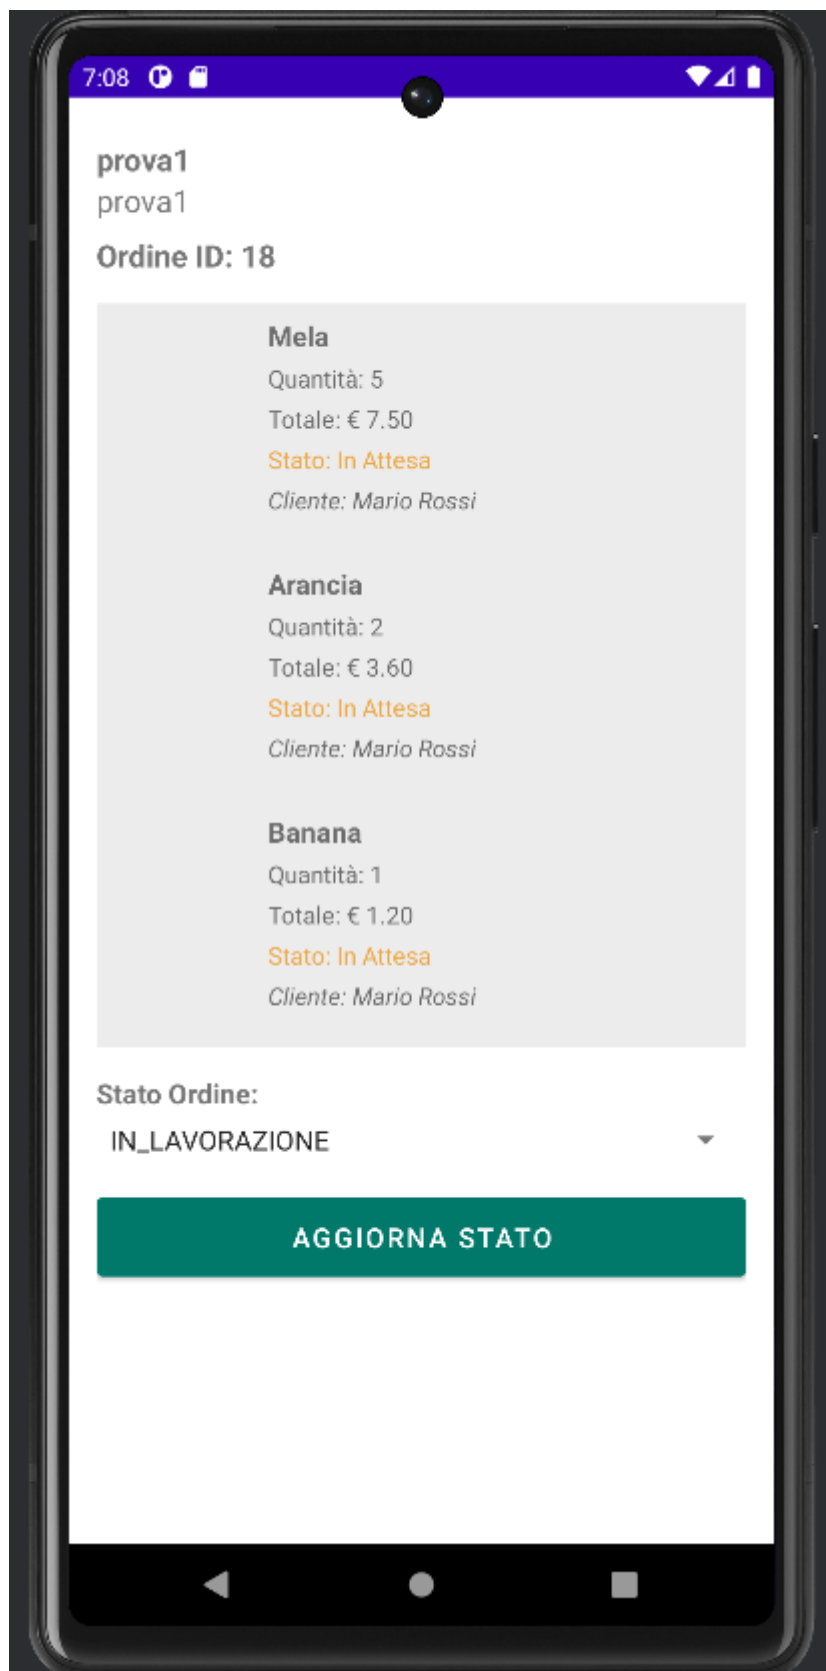 7:08
prova1
prova1
Ordine ID: 18
Mela
Quantità: 5
Totale: € 7.50
Stato: In Attesa
Cliente: Mario Rossi
Arancia
Quantità: 2
Totale: € 3.60
Stato: In Attesa
Cliente: Mario Rossi
Banana
Quantità: 1
Totale: € 1.20
Stato: In Attesa
Cliente: Mario Rossi
Stato Ordine:
IN_LAVORAZIONE
AGGIORNA STATO